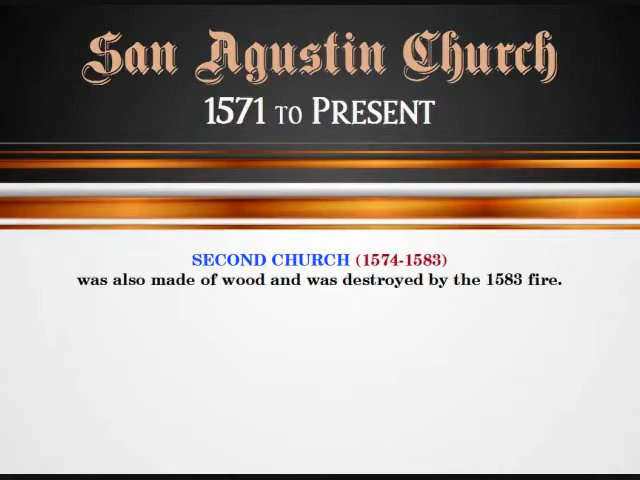 San Agustin Church
1571 to Present
SECOND CHURCH (1574-1583)
was also made of wood and was destroyed by the 1583 fire.